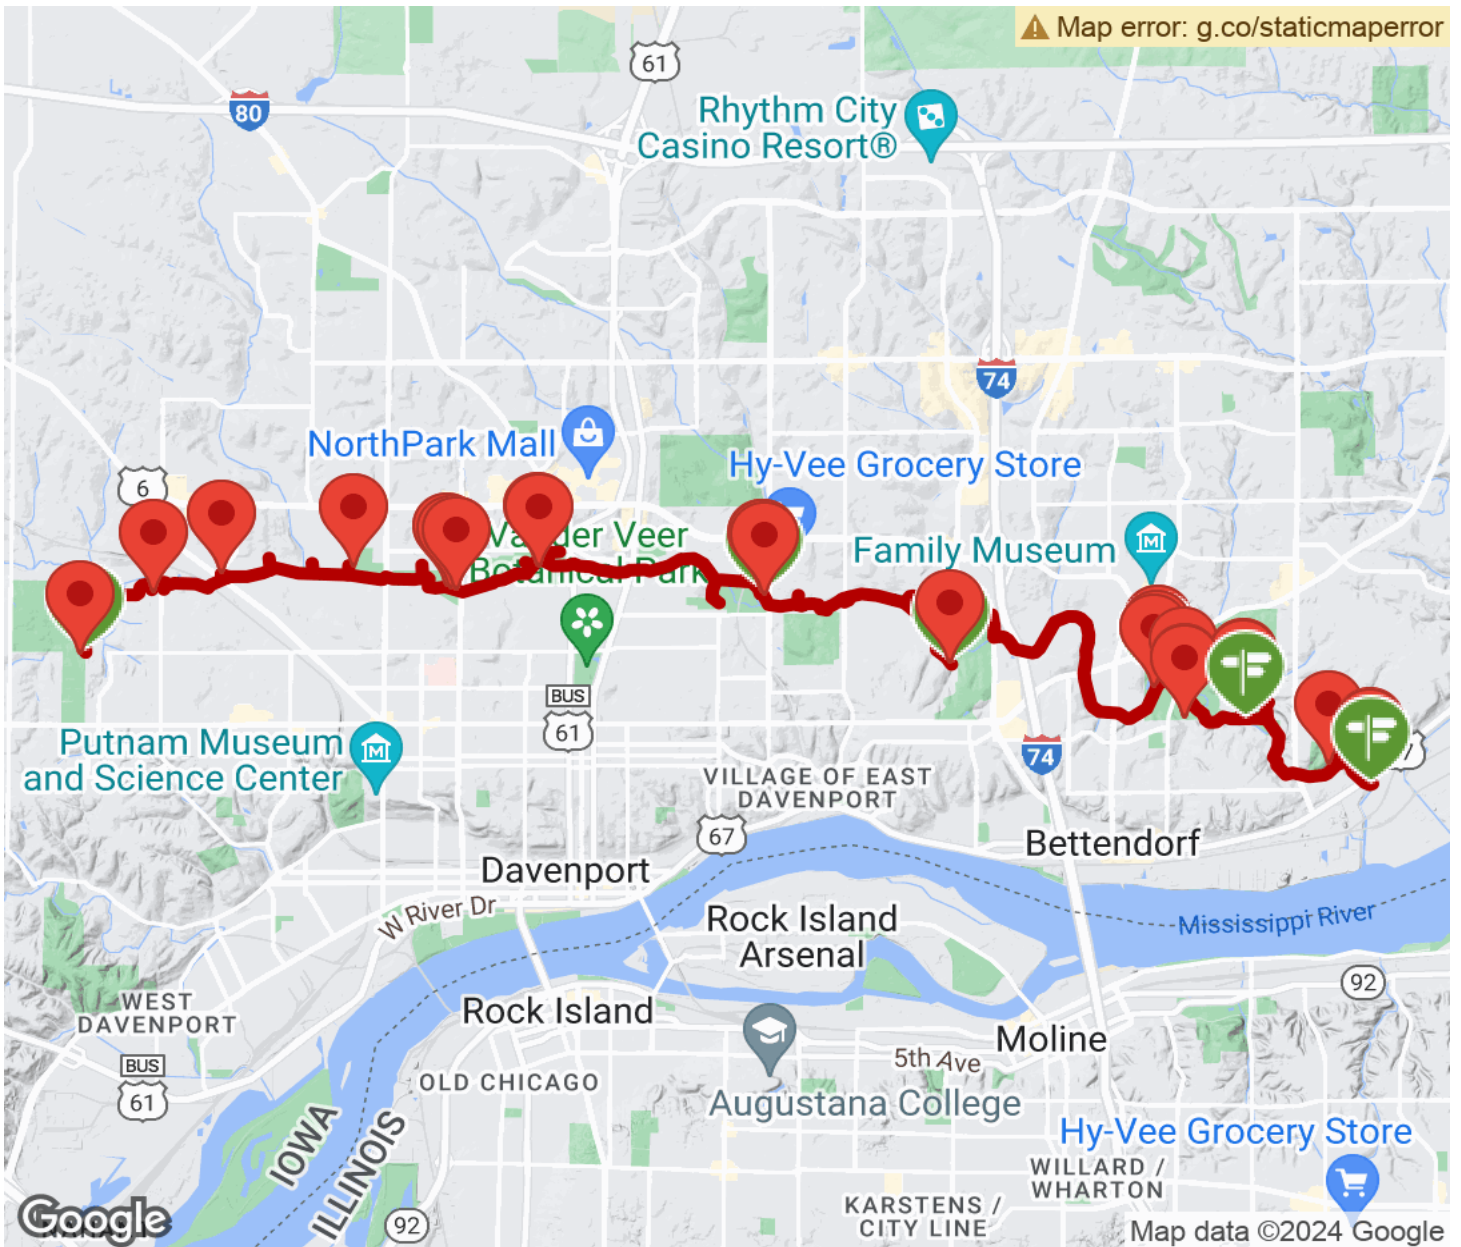 Map error: g.co/staticmaperror
61
80
Rhythm City
Casino Resort®
74
NorthPark Mall
Hy-Vee Grocery Store
6
Veer
Botanical Park
Family Museum
BUS
61
Putnam Museum
and Science Center
74
VILLAGE OF EAST
DAVENPORT
67
Bettendorf
Davenport
W River Dr
Rock Island
Arsenal
Mississippi River
92
WEST
DAVENPORT
Rock Island
Moline
5th Ave
BUS
61
OLD CHICAGO
Augustana College
IOWA
ILLINOIS
Hy-Vee Grocery Store
WILLARD /
WHARTON
KARSTENS /
CITY LINE
92
Google
Map data ©2024 Google